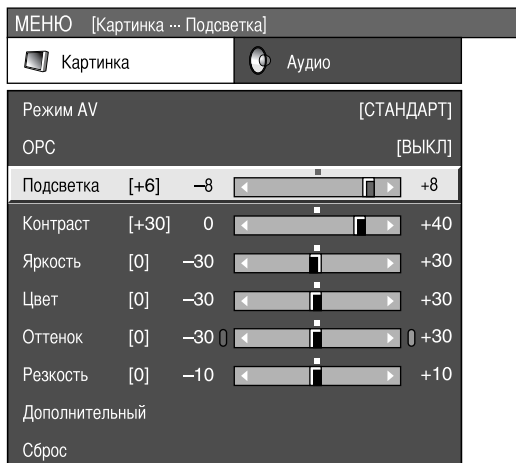 МЕНЮ [Картинка ··· Подсветка]
Картинка Аудио
Режим AV [СТАНДАРТ]
OPC [ВЫКЛ]
Подсветка [+6] –8 +8
Контраст [+30] 0 +40
Яркость [0] –30 +30
Цвет [0] –30 +30
Оттенок [0] –30 +30
Резкость [0] –10 +10
Дополнительный
Сброс